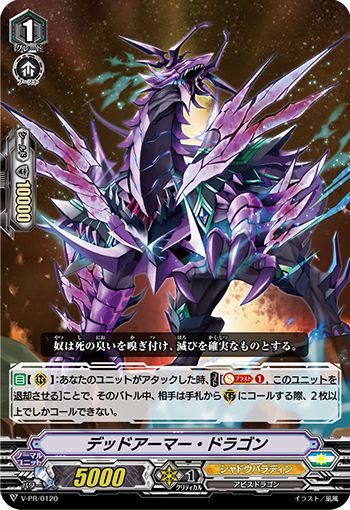 1
グレード
ブースト
シールド
10000
奴は死の臭いを嗅ぎ付け、滅びを確実なものとする。
【(R)】:あなたのユニットがアタックした時、【コスト】[(CB)ブラスト(1), このユニットを
退却させる]ことで、そのバトル中、相手は手札から(G)にコールする際、2枚以
上でしかコールできない。
デッドアーマー・ドラゴン
ノーマル
ユニット
パワー
5000
1
クリティカル
シャドウパラディン
アビスドラゴン
V-PR/0120
イラスト/凪風